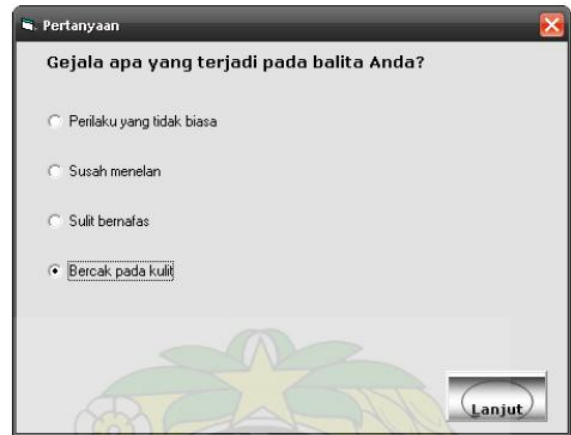 Pertanyaan
Gejala apa yang terjadi pada balita Anda?
Perilaku yang tidak biasa
Susah menelan
Sulit bernafas
Bercak pada kulit
Lanjut